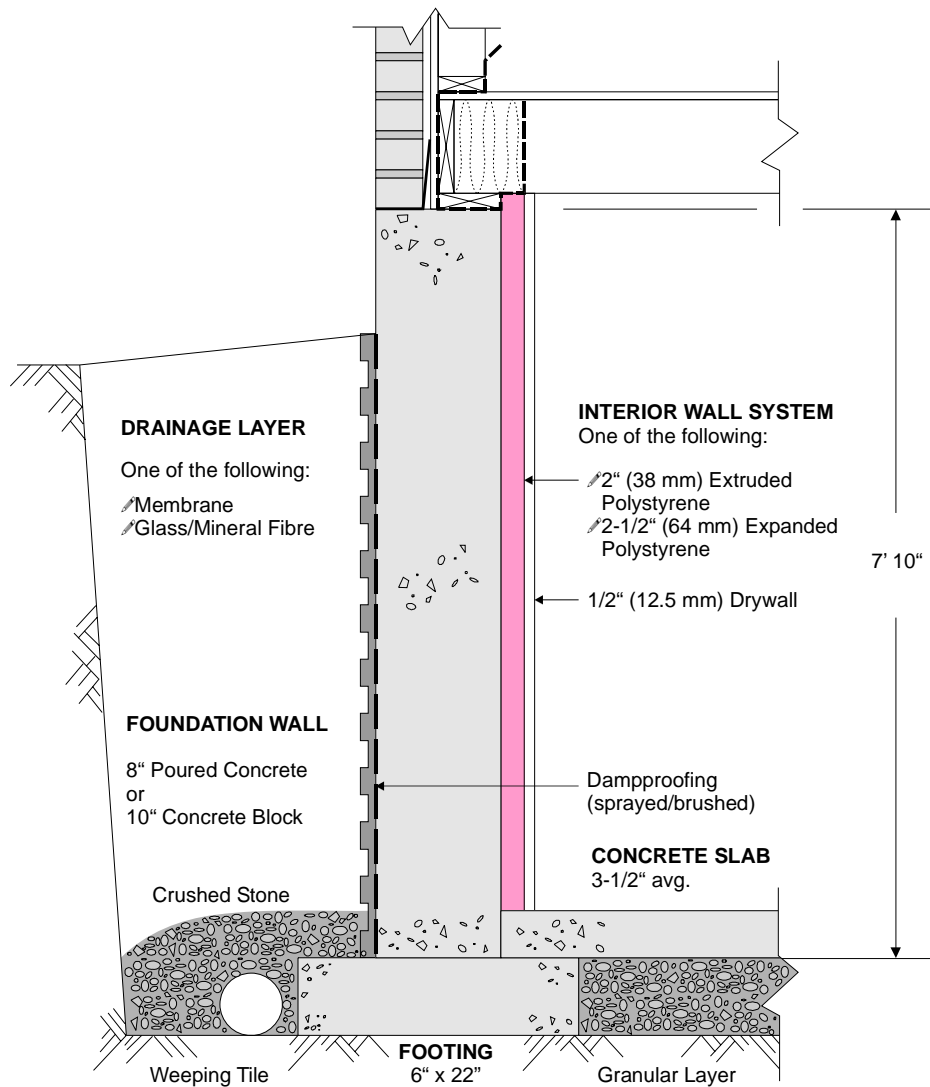 DRAINAGE LAYER
One of the following:
Membrane
Glass/Mineral Fibre
FOUNDATION WALL
8“ Poured Concrete
or
10“ Concrete Block
Crushed Stone
INTERIOR WALL SYSTEM
One of the following:
2“ (38 mm) Extruded
Polystyrene
2-1/2“ (64 mm) Expanded
Polystyrene
1/2“ (12.5 mm) Drywall
7’ 10“
Dampproofing
(sprayed/brushed)
CONCRETE SLAB
3-1/2“ avg.
Weeping Tile
FOOTING
6“ x 22”
Granular Layer